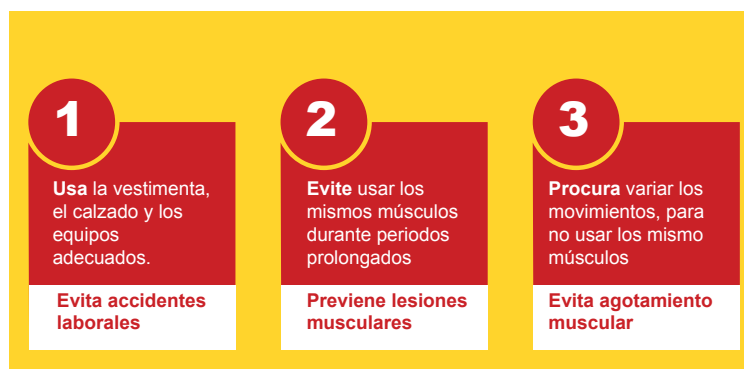 1
Usa la vestimenta,
el calzado y los
equipos
adecuados.
Evita accidentes
laborales
2
Evite usar los
mismos músculos
durante periodos
prolongados
Previene lesiones
musculares
3
Procura variar los
movimientos, para
no usar los mismo
músculos
Evita agotamiento
muscular